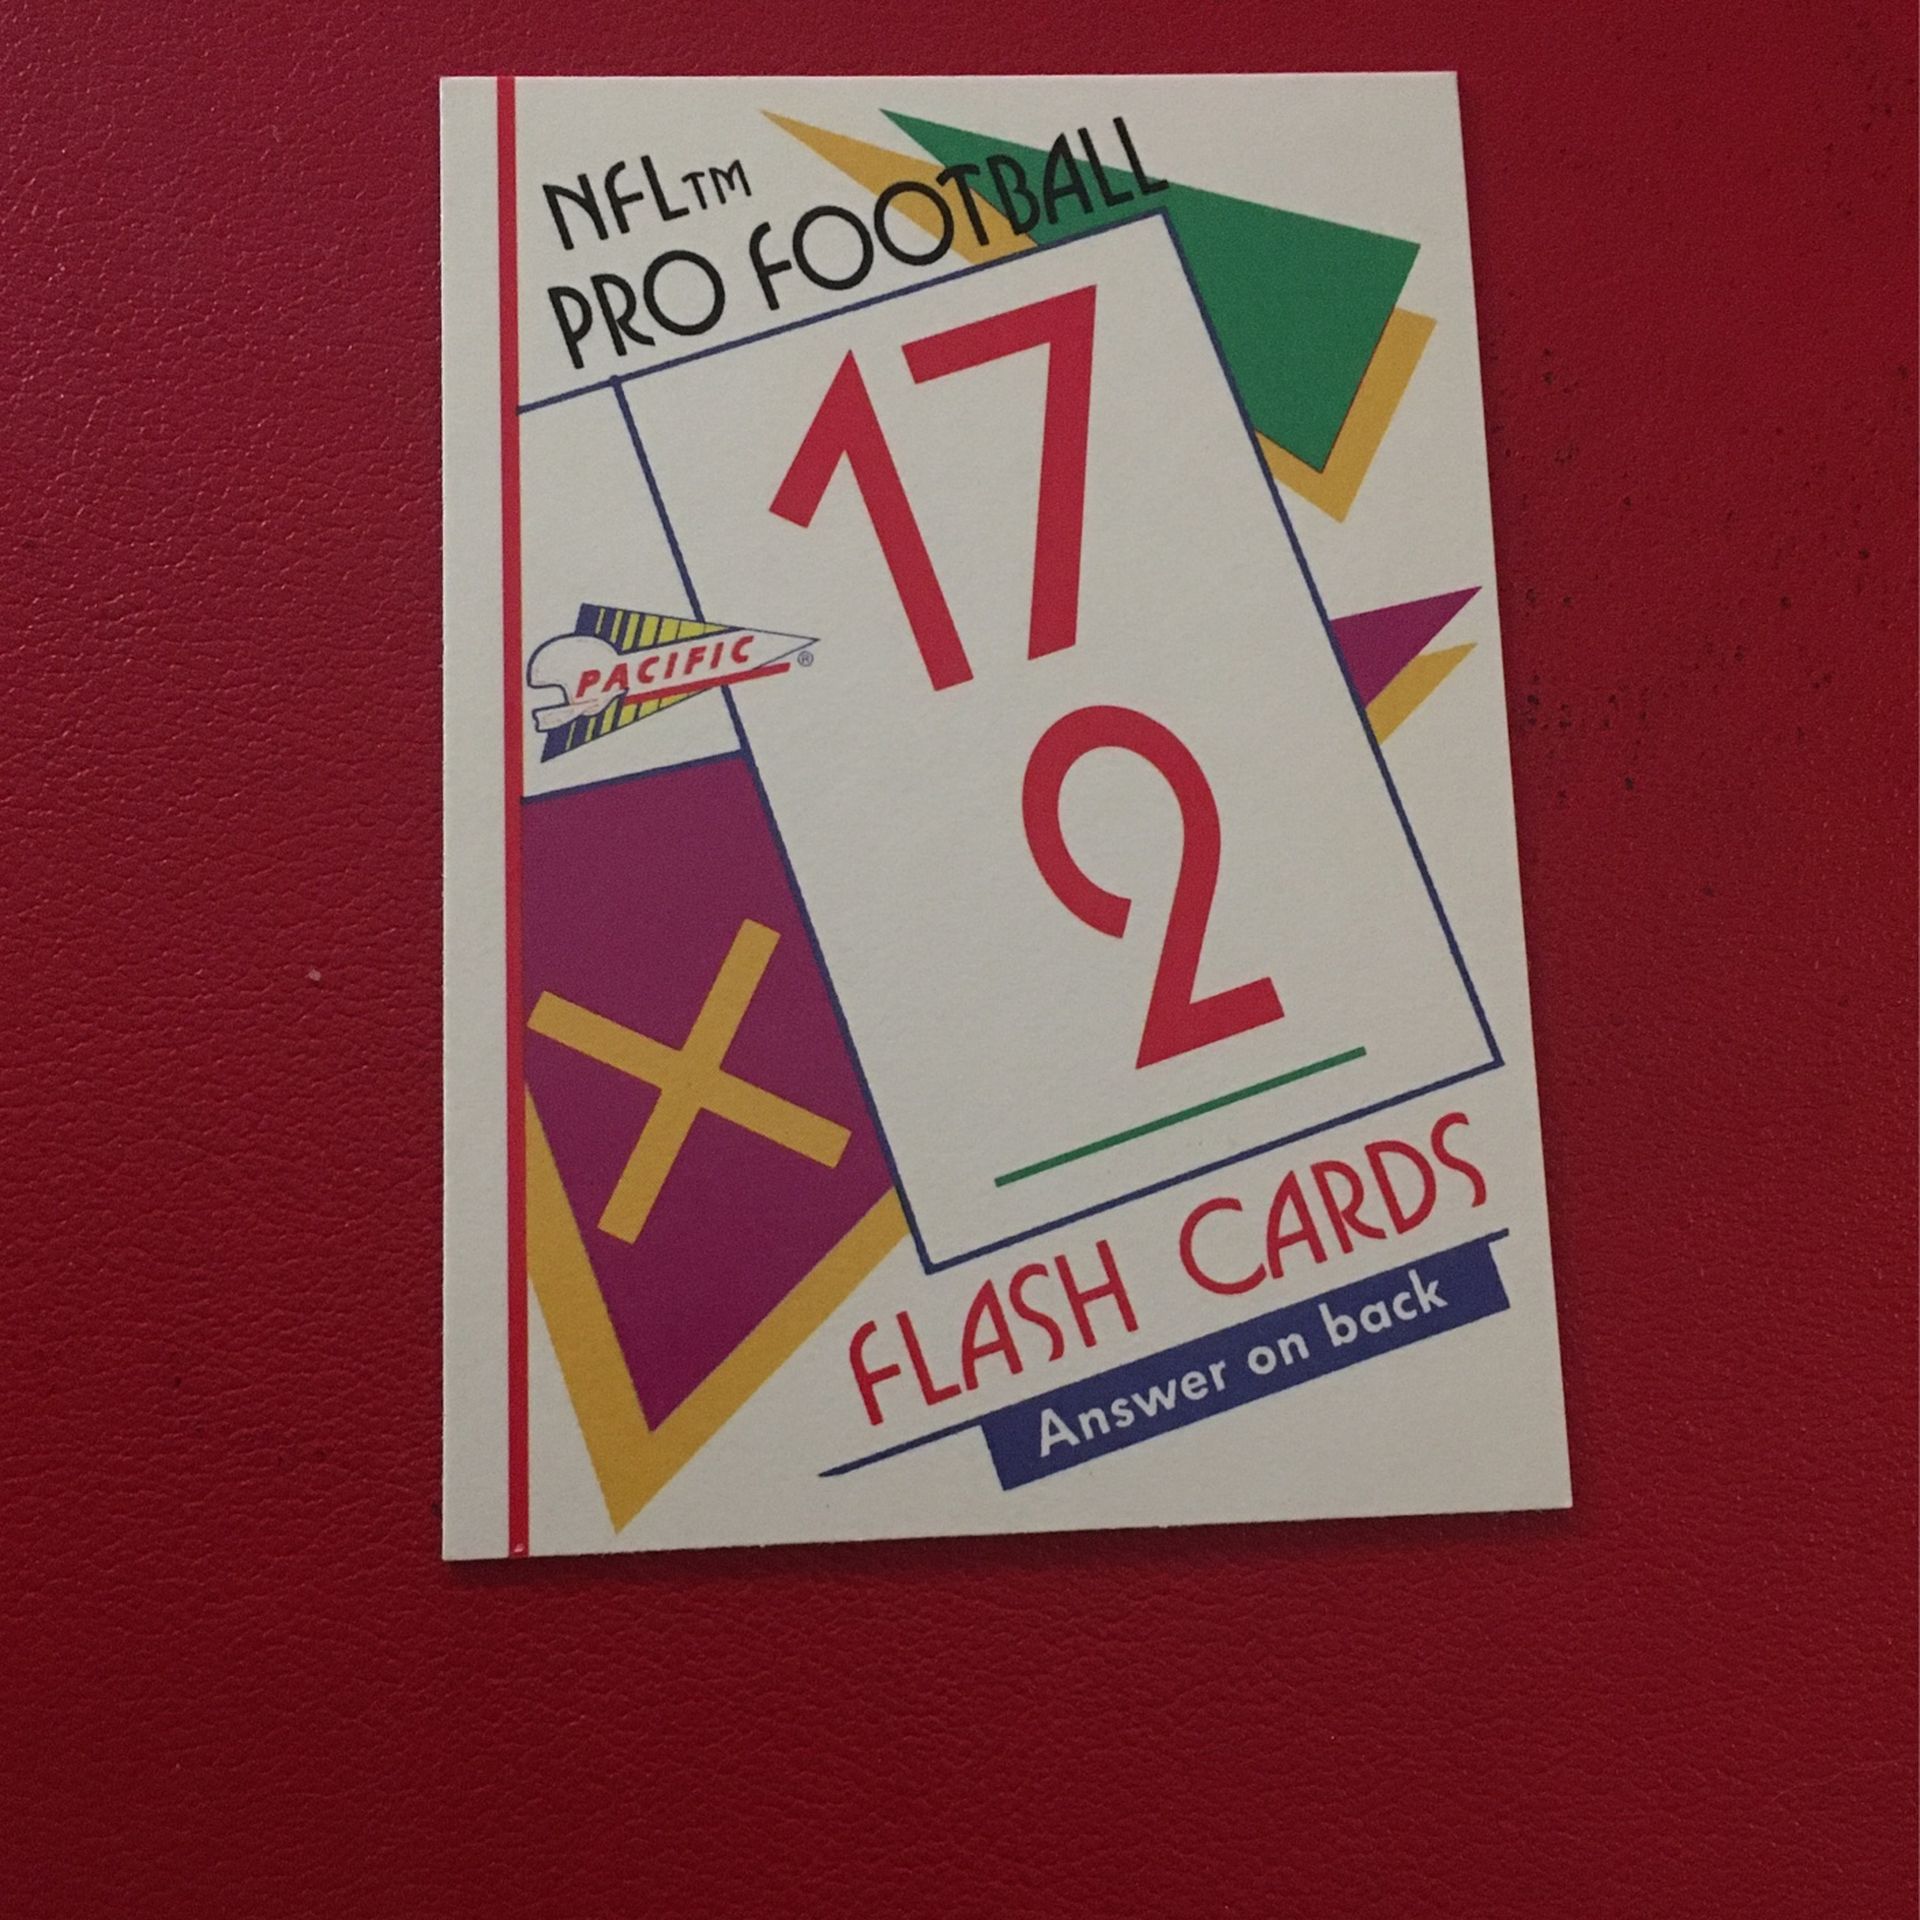 NFL™
PRO FOOTBALL
17
PACIFIC®
2
×
FLASH CARDS
Answer on back